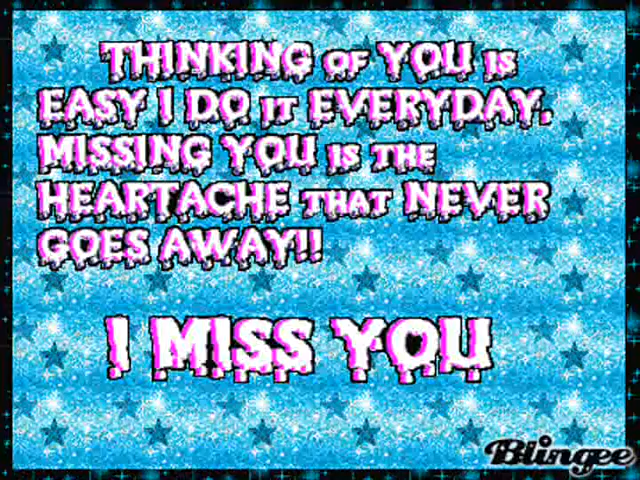 THINKING OF YOU IS
EASY I DO IT EVERYDAY.
MISSING YOU IS THE
HEARTACHE THAT NEVER
GOES AWAY!!
I MISS YOU
Blingee